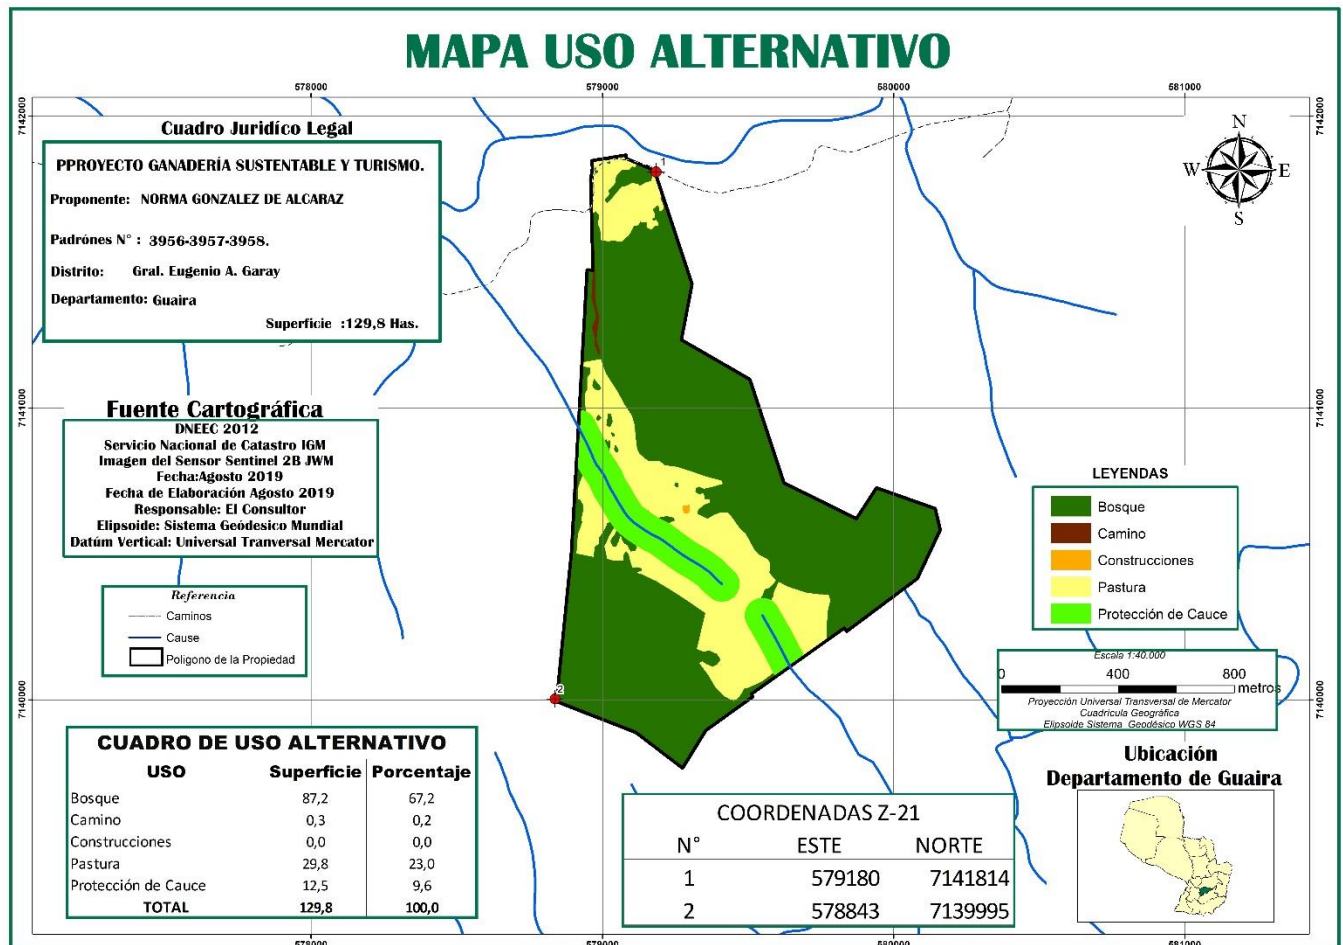 MAPA USO ALTERNATIVO
578000 579000 580000 581000
7142000 7142000
7141000 7141000
7140000 7140000
Cuadro Juridíco Legal
PPROYECTO GANADERÍA SUSTENTABLE Y TURISMO.
Proponente: NORMA GONZALEZ DE ALCARAZ
Padrónes N° : 3956-3957-3958.
Distrito: Gral. Eugenio A. Garay
Departamento: Guaira
Superficie :129,8 Has.
Fuente Cartográfica
DNEEC 2012
Servicio Nacional de Catastro IGM
Imagen del Sensor Sentinel 2B JWM
Fecha:Agosto 2019
Fecha de Elaboración Agosto 2019
Responsable: El Consultor
Elipsoide: Sistema Geódesico Mundial
Datúm Vertical: Universal Tranversal Mercator
Referencia
Caminos
Cause
Poligono de la Propiedad
1
2
N
W E
S
LEYENDAS
Bosque
Camino
Construcciones
Pastura
Protección de Cauce
Escala 1:40.000
0 400 800
metros
Proyección Universal Transversal de Mercator
Cuadricula Geográfica
Elipsoide Sistema Geodésico WGS 84
Ubicación
Departamento de Guaira
CUADRO DE USO ALTERNATIVO
USO Superficie Porcentaje
Bosque 87,2 67,2
Camino 0,3 0,2
Construcciones 0,0 0,0
Pastura 29,8 23,0
Protección de Cauce 12,5 9,6
TOTAL 129,8 100,0
COORDENADAS Z-21
N° ESTE NORTE
1 579180 7141814
2 578843 7139995
578000 579000 580000 581000